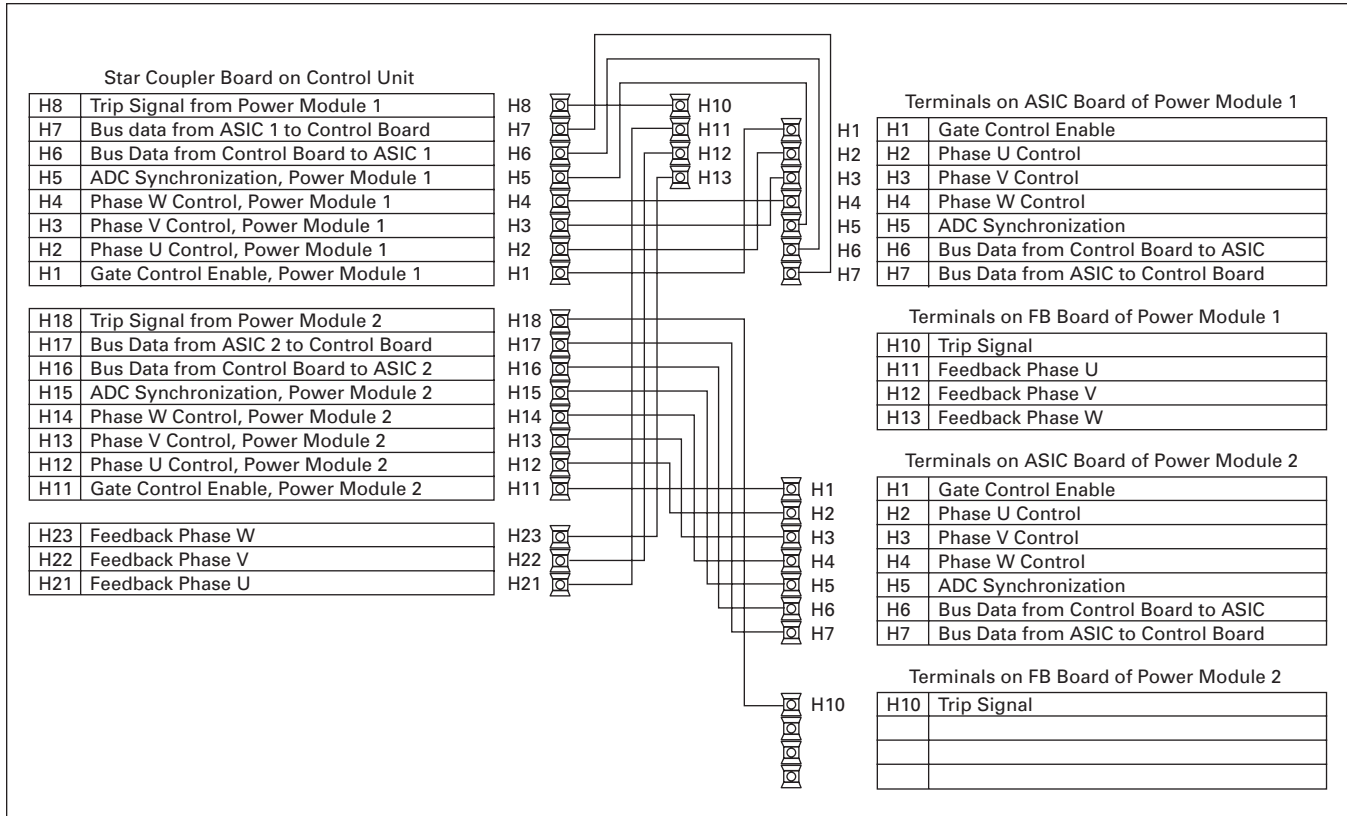 Star Coupler Board on Control Unit
H8 Trip Signal from Power Module 1
H7 Bus data from ASIC 1 to Control Board
H6 Bus Data from Control Board to ASIC 1
H5 ADC Synchronization, Power Module 1
H4 Phase W Control, Power Module 1
H3 Phase V Control, Power Module 1
H2 Phase U Control, Power Module 1
H1 Gate Control Enable, Power Module 1
H18 Trip Signal from Power Module 2
H17 Bus Data from ASIC 2 to Control Board
H16 Bus Data from Control Board to ASIC 2
H15 ADC Synchronization, Power Module 2
H14 Phase W Control, Power Module 2
H13 Phase V Control, Power Module 2
H12 Phase U Control, Power Module 2
H11 Gate Control Enable, Power Module 2
H23 Feedback Phase W
H22 Feedback Phase V
H21 Feedback Phase U
H8
H7
H6
H5
H4
H3
H2
H1
H18
H17
H16
H15
H14
H13
H12
H11
H23
H22
H21
H10
H11
H12
H13
H1
H2
H3
H4
H5
H6
H7
H1
H2
H3
H4
H5
H6
H7
H10
Terminals on ASIC Board of Power Module 1
H1 Gate Control Enable
H2 Phase U Control
H3 Phase V Control
H4 Phase W Control
H5 ADC Synchronization
H6 Bus Data from Control Board to ASIC
H7 Bus Data from ASIC to Control Board
Terminals on FB Board of Power Module 1
H10 Trip Signal
H11 Feedback Phase U
H12 Feedback Phase V
H13 Feedback Phase W
Terminals on ASIC Board of Power Module 2
H1 Gate Control Enable
H2 Phase U Control
H3 Phase V Control
H4 Phase W Control
H5 ADC Synchronization
H6 Bus Data from Control Board to ASIC
H7 Bus Data from ASIC to Control Board
Terminals on FB Board of Power Module 2
H10 Trip Signal